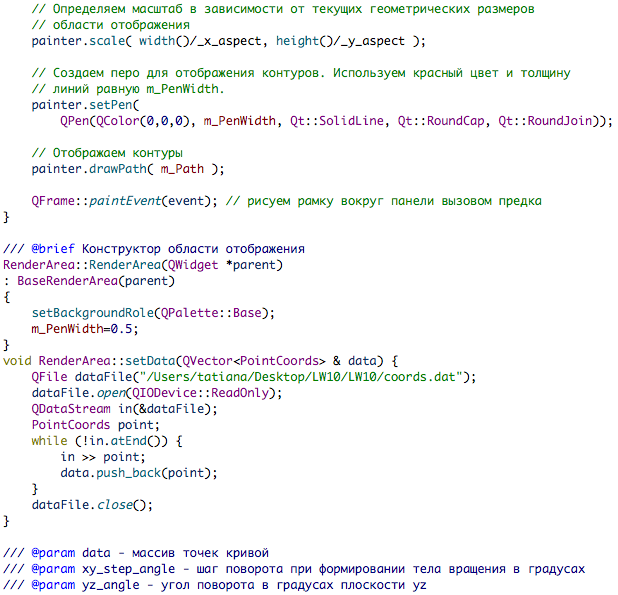 // Определяем масштаб в зависимости от текущих геометрических размеров
// области отображения
painter.scale( width()/_x_aspect, height()/_y_aspect );
// Создаем перо для отображения контуров. Используем красный цвет и толщину
// линий равную m_PenWidth.
painter.setPen(
QPen(QColor(0,0,0), m_PenWidth, Qt::SolidLine, Qt::RoundCap, Qt::RoundJoin));
// Отображаем контуры
painter.drawPath( m_Path );
QFrame::paintEvent(event); // рисуем рамку вокруг панели вызовом предка
}
/// @brief Конструктор области отображения
RenderArea::RenderArea(QWidget *parent)
: BaseRenderArea(parent)
{
setBackgroundRole(QPalette::Base);
m_PenWidth=0.5;
}
void RenderArea::setData(QVector<PointCoords> & data) {
QFile dataFile("/Users/tatiana/Desktop/LW10/LW10/coords.dat");
dataFile.open(QIODevice::ReadOnly);
QDataStream in(&dataFile);
PointCoords point;
while (!in.atEnd()) {
in >> point;
data.push_back(point);
}
dataFile.close();
}
/// @param data - массив точек кривой
/// @param xy_step_angle - шаг поворота при формировании тела вращения в градусах
/// @param yz_angle - угол поворота в градусах плоскости yz